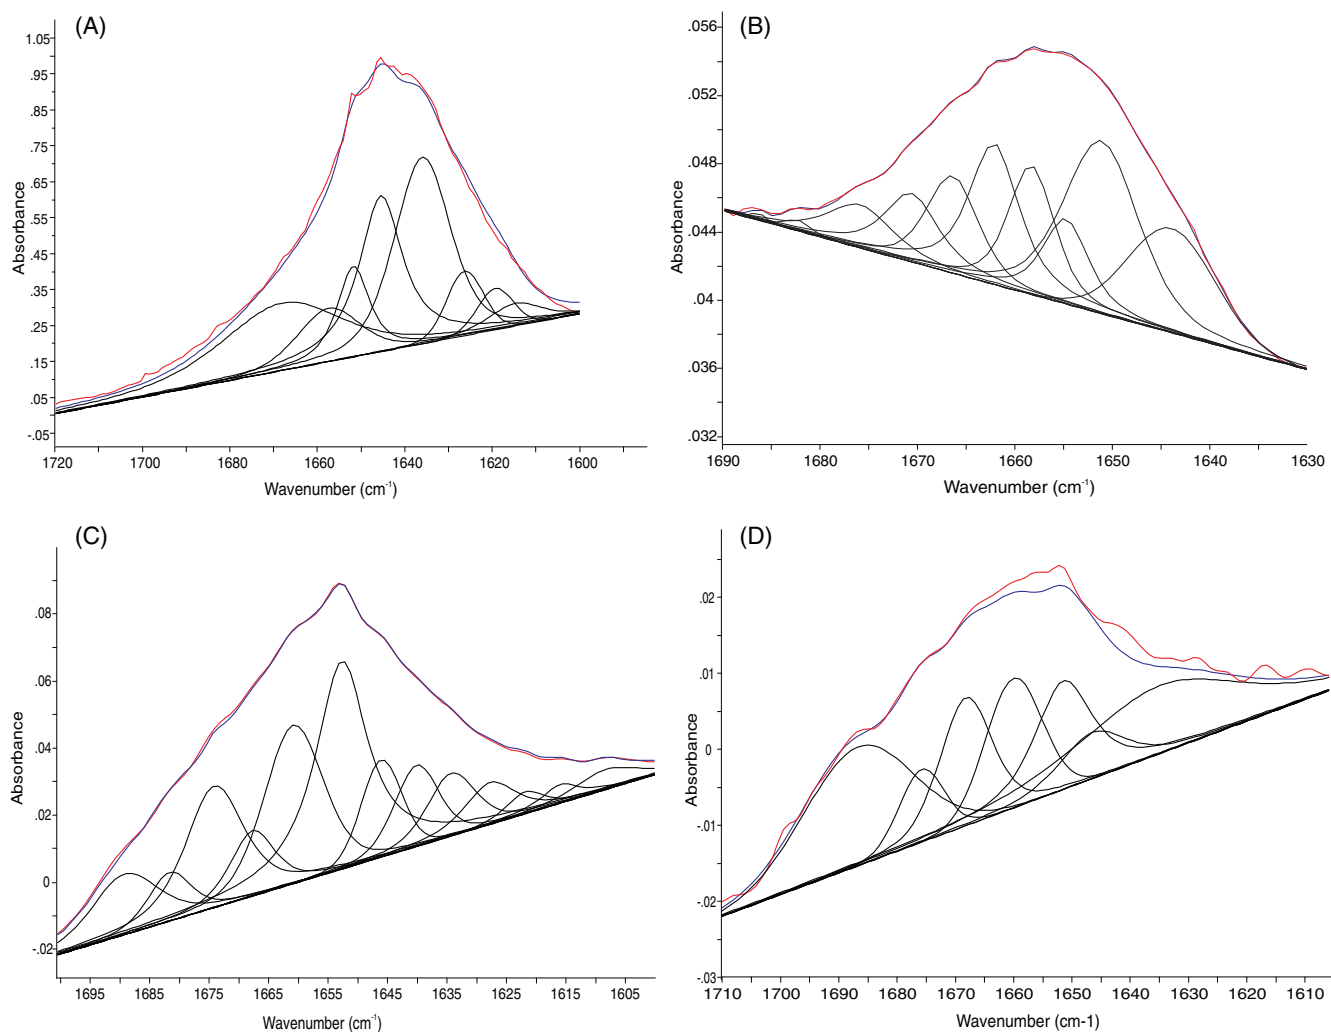 (A)
1.05
.95
.85
.75
.65
.55
.45
.35
.25
.15
.05
-.05
Absorbance
1720 1700 1680 1660 1640 1620 1600
Wavenumber (cm-1)
(B)
.056
.052
.048
.044
.04
.036
.032
Absorbance
1690 1680 1670 1660 1650 1640 1630
Wavenumber (cm-1)
(C)
.08
.06
.04
.02
0
-.02
Absorbance
1695 1685 1675 1665 1655 1645 1635 1625 1615 1605
Wavenumber (cm-1)
(D)
.02
.01
0
-.01
-.02
-.03
Absorbance
1710 1700 1690 1680 1670 1660 1650 1640 1630 1620 1610
Wavenumber (cm-1)